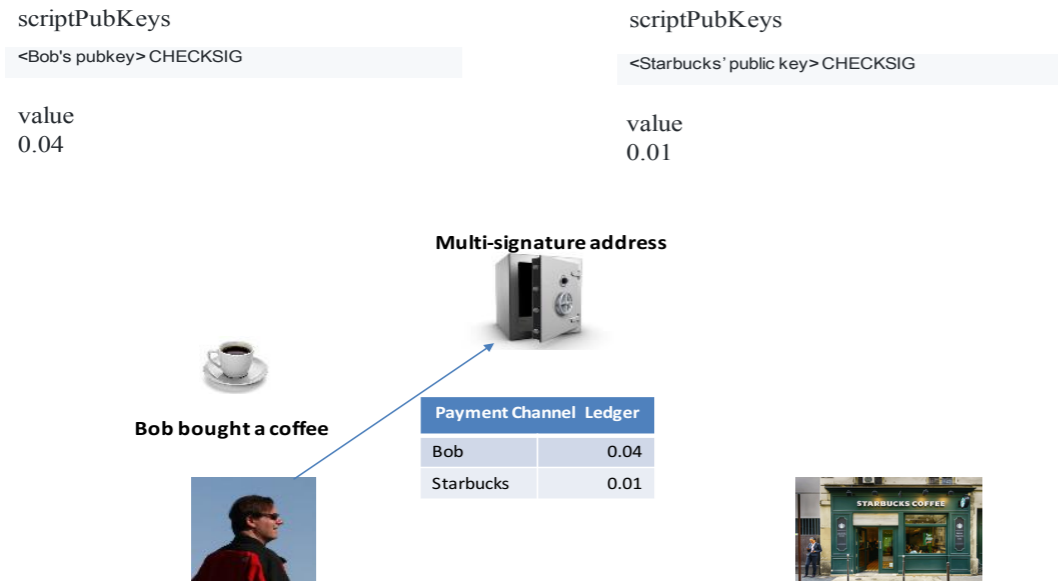 scriptPubKeys
<Bob's pubkey> CHECKSIG
value
0.04
scriptPubKeys
<Starbucks’ public key> CHECKSIG
value
0.01
Multi-signature address
Bob bought a coffee
Payment Channel Ledger
Bob 0.04
Starbucks 0.01
STARBUCKS COFFEE